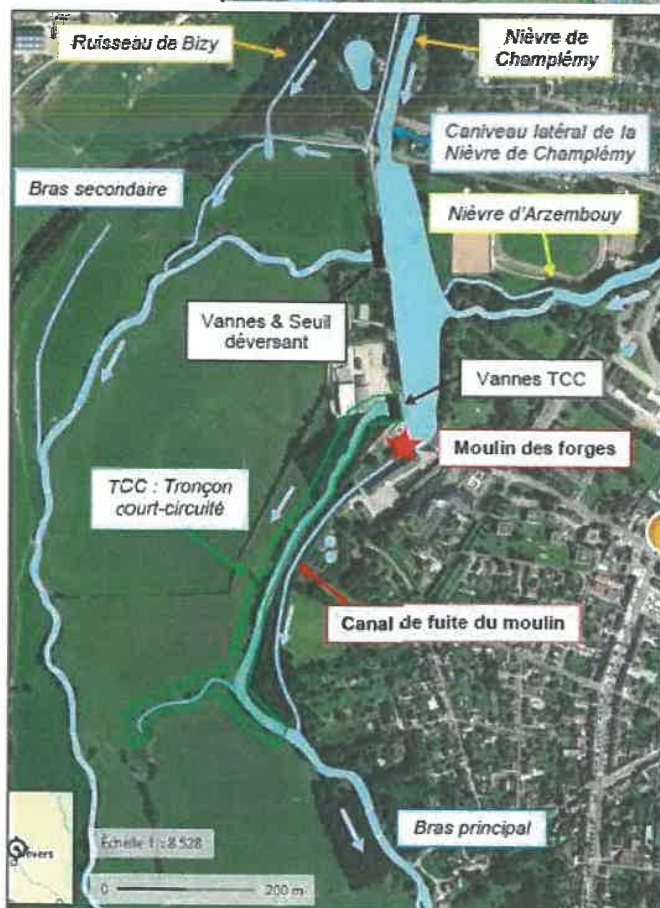 Ruisseau de Bizy
Nièvre de
Champlémy
Caniveau latéral de la
Nièvre de Champlémy
Bras secondaire
Nièvre d'Arzembouy
Vannes & Seuil
déversant
Vannes TCC
Moulin des forges
TCC : Tronçon
court-circuité
Canal de fuite du moulin
Bras principal
Échelle 1 : 8 528
0 200 m